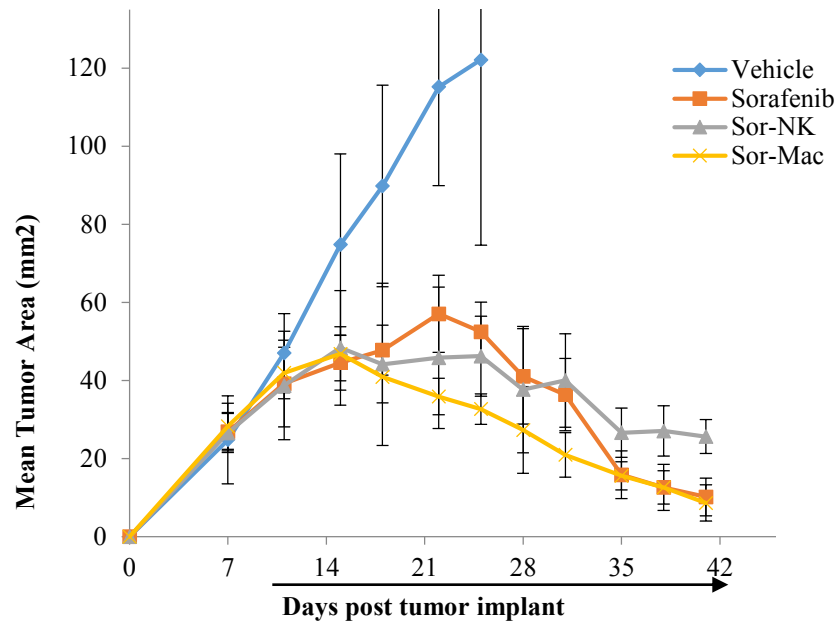 Mean Tumor Area (mm2)
120
100
80
60
40
20
0
0 7 14 21 28 35 42
Days post tumor implant
Vehicle
Sorafenib
Sor-NK
Sor-Mac